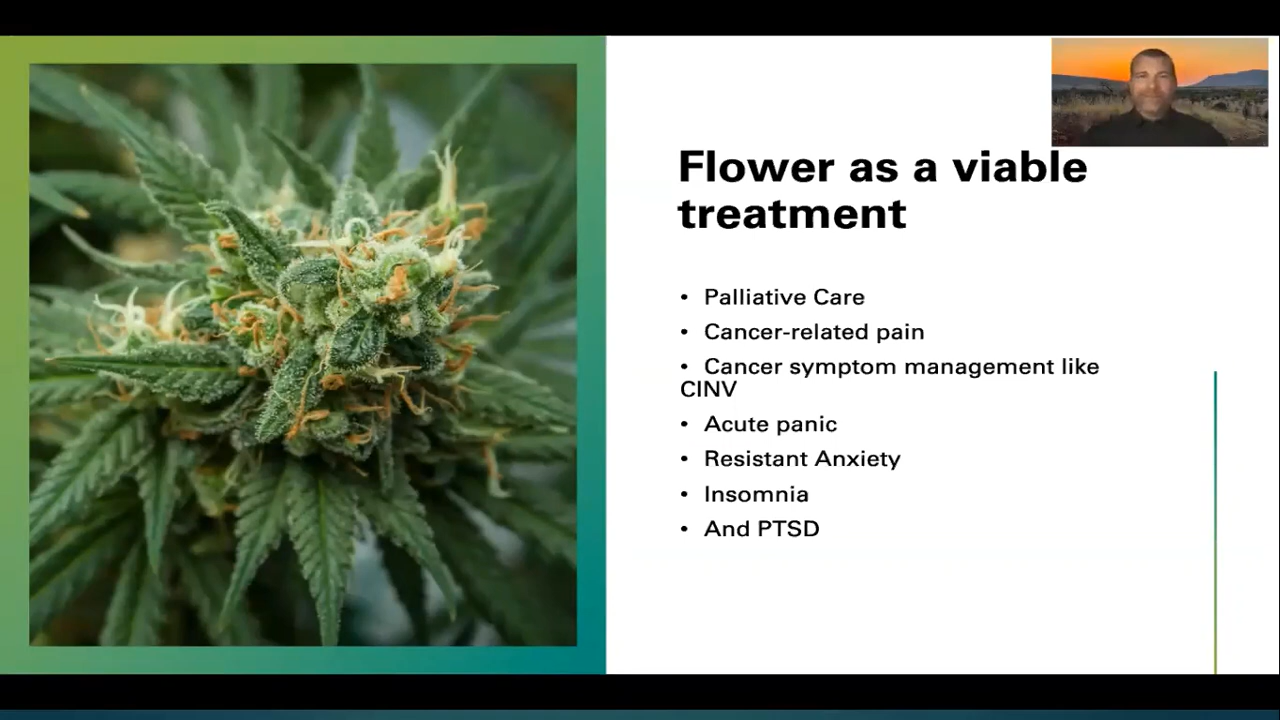 Flower as a viable
treatment
• Palliative Care
• Cancer-related pain
• Cancer symptom management like
CINV
• Acute panic
• Resistant Anxiety
• Insomnia
• And PTSD